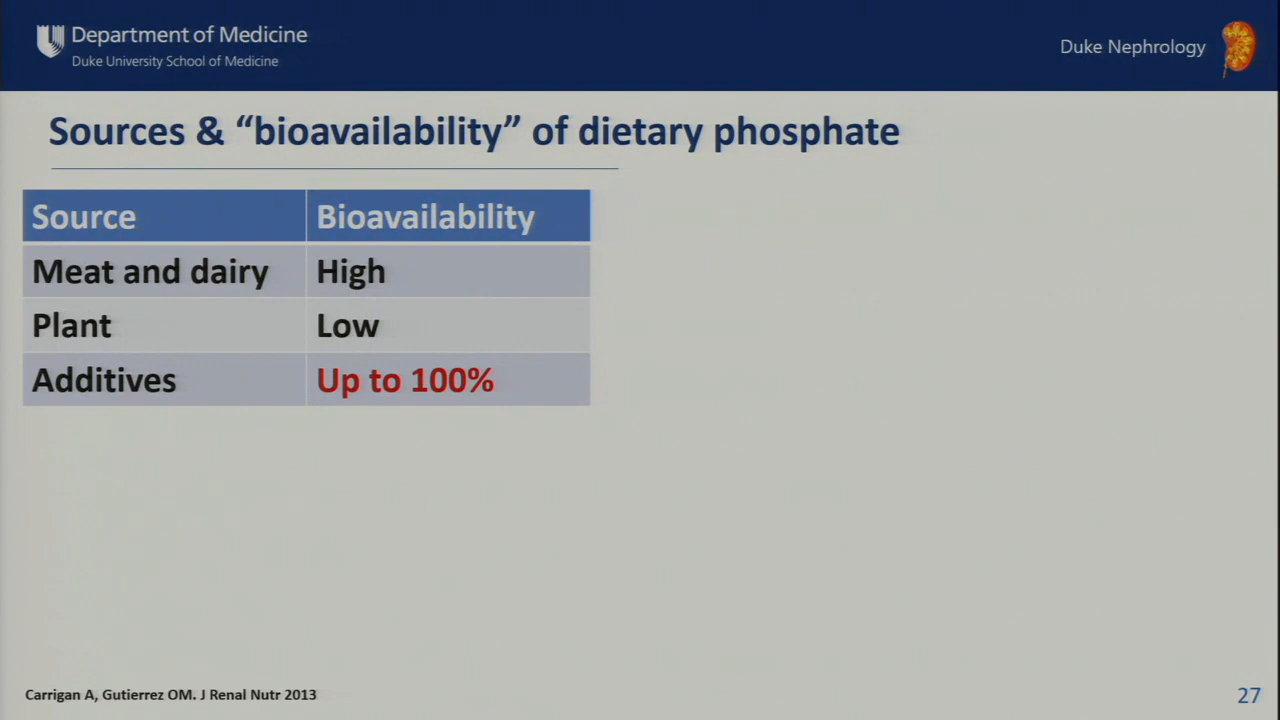 Department of Medicine
Duke University School of Medicine
Duke Nephrology
Sources & “bioavailability” of dietary phosphate
Source Bioavailability
Meat and dairy High
Plant Low
Additives Up to 100%
Carrigan A, Gutierrez OM. J Renal Nutr 2013
27